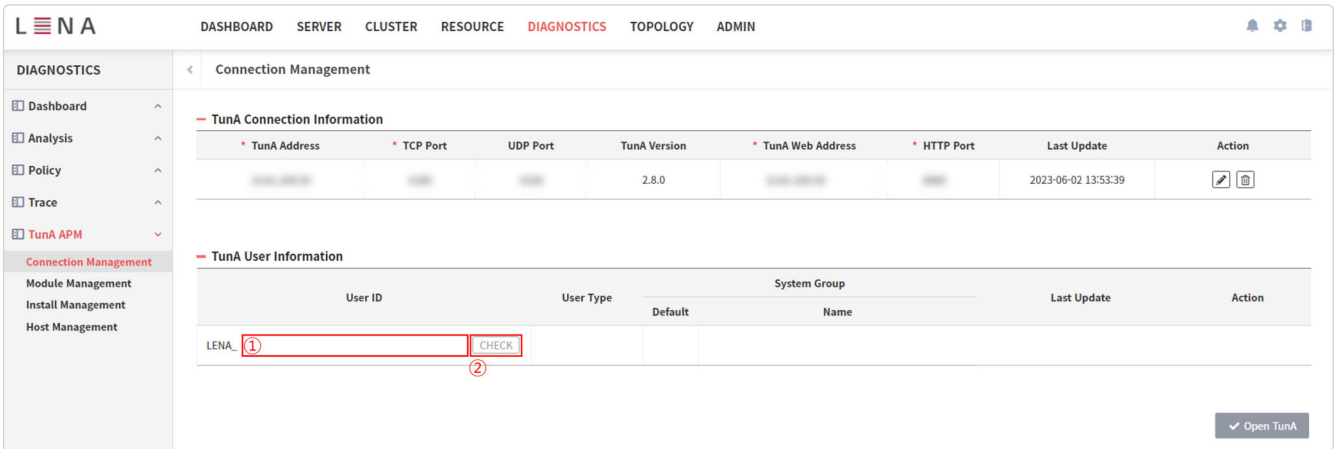 LENA DASHBOARD SERVER CLUSTER RESOURCE DIAGNOSTICS TOPOLOGY ADMIN
DIAGNOSTICS
Connection Management
Dashboard
Analysis
Policy
Trace
TunA APM
Connection Management
Module Management
Install Management
Host Management
TunA Connection Information
* TunA Address * TCP Port UDP Port TunA Version * TunA Web Address * HTTP Port Last Update Action
2.8.0 2023-06-02 13:53:39
TunA User Information
User ID User Type System Group Last Update Action
Default Name
LENA_ ① CHECK
②
Open TunA